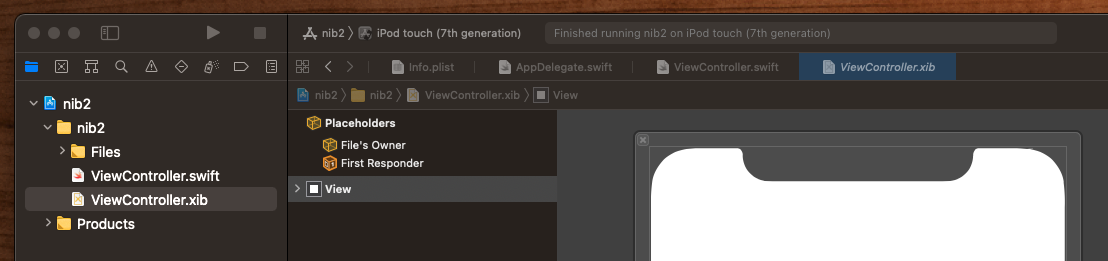 nib2 〉 iPod touch (7th generation)
Finished running nib2 on iPod touch (7th generation)
Info.plist
AppDelegate.swift
ViewController.swift
ViewController.xib
nib2 〉 nib2 〉 ViewController.xib 〉 View
nib2
nib2
Files
ViewController.swift
ViewController.xib
Products
Placeholders
File's Owner
First Responder
View